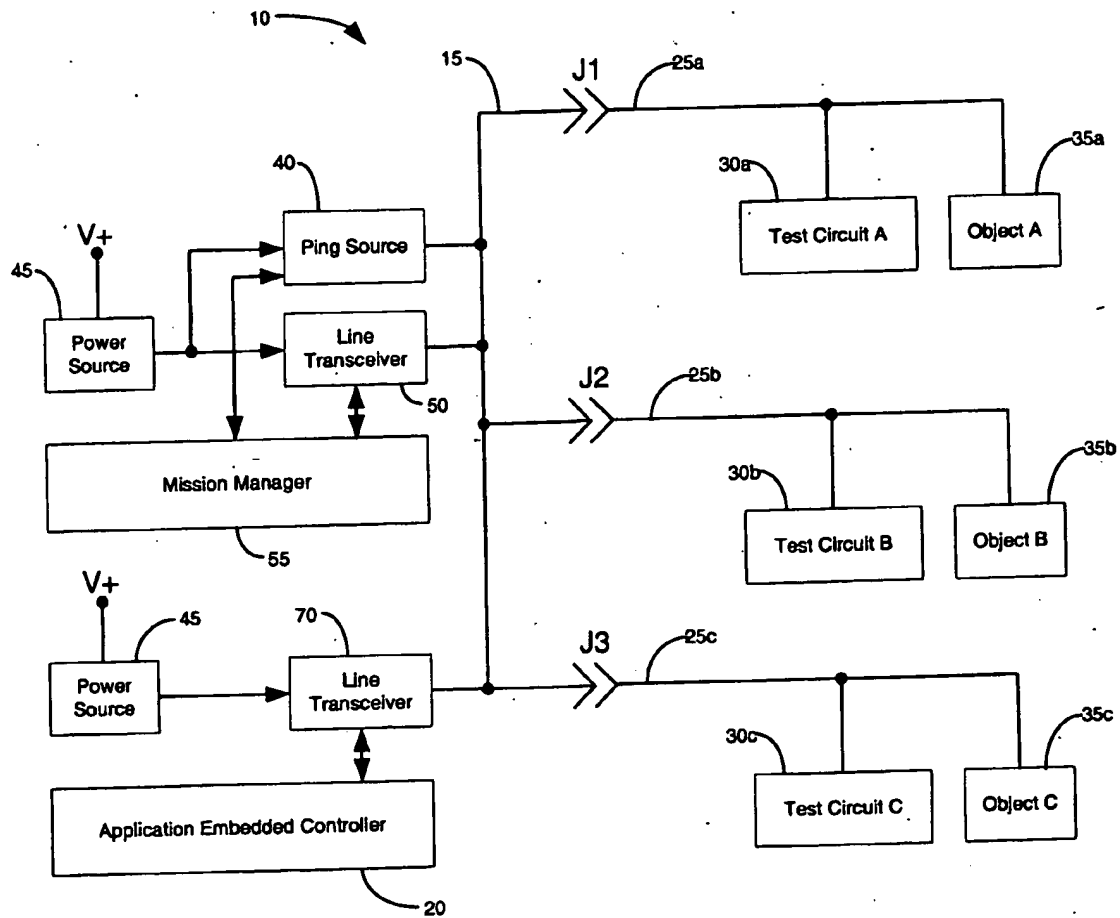 10
15
J1
25a
35a
40
30a
V+
Ping Source
Test Circuit A
Object A
45
Power
Source
Line
Transceiver
50
J2
25b
35b
Mission Manager
30b
55
Test Circuit B
Object B
V+
45
70
J3
25c
Power
Source
Line
Transceiver
30c
35c
Application Embedded Controller
Test Circuit C
Object C
20